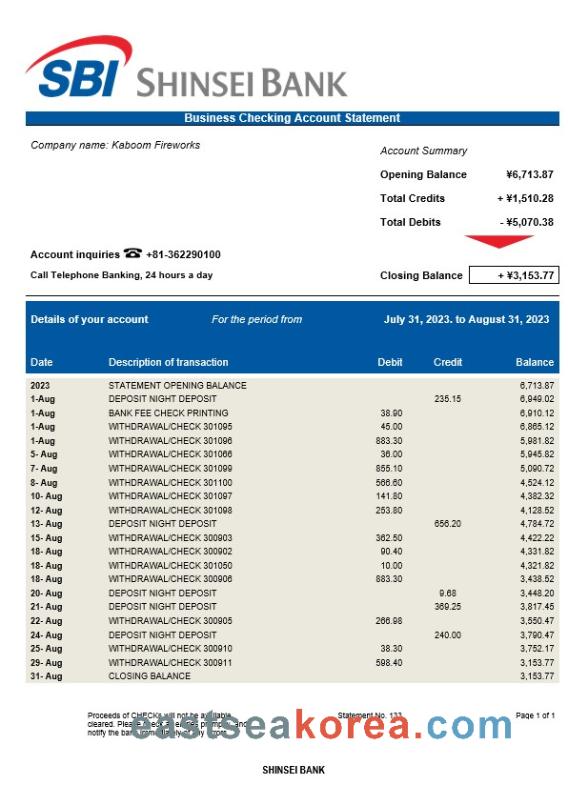 SBI SHINSEI BANK
Business Checking Account Statement
Company name: Kaboom Fireworks
Account Summary
Opening Balance ¥6,713.87
Total Credits + ¥1,510.28
Total Debits - ¥5,070.38
Account inquiries ☎ +81-362290100
Call Telephone Banking, 24 hours a day
Closing Balance + ¥3,153.77
Details of your account For the period from July 31, 2023. to August 31, 2023
Date Description of transaction Debit Credit Balance
2023 STATEMENT OPENING BALANCE 6,713.87
1-Aug DEPOSIT NIGHT DEPOSIT 235.15 6,949.02
1-Aug BANK FEE CHECK PRINTING 38.90 6,910.12
1-Aug WITHDRAWAL/CHECK 301095 45.00 6,865.12
1-Aug WITHDRAWAL/CHECK 301096 883.30 5,981.82
5- Aug WITHDRAWAL/CHECK 301066 36.00 5,945.82
7- Aug WITHDRAWAL/CHECK 301099 855.10 5,090.72
8- Aug WITHDRAWAL/CHECK 301100 566.60 4,524.12
10- Aug WITHDRAWAL/CHECK 301097 141.80 4,382.32
12- Aug WITHDRAWAL/CHECK 301098 253.80 4,128.52
13- Aug DEPOSIT NIGHT DEPOSIT 656.20 4,784.72
15- Aug WITHDRAWAL/CHECK 300903 362.50 4,422.22
18- Aug WITHDRAWAL/CHECK 300902 90.40 4,331.82
18- Aug WITHDRAWAL/CHECK 301050 10.00 4,321.82
18- Aug WITHDRAWAL/CHECK 300906 883.30 3,438.52
20- Aug DEPOSIT NIGHT DEPOSIT 9.68 3,448.20
21- Aug DEPOSIT NIGHT DEPOSIT 369.25 3,817.45
22- Aug WITHDRAWAL/CHECK 300905 266.98 3,550.47
24- Aug DEPOSIT NIGHT DEPOSIT 240.00 3,790.47
25- Aug WITHDRAWAL/CHECK 300910 38.30 3,752.17
29- Aug WITHDRAWAL/CHECK 300911 598.40 3,153.77
31- Aug CLOSING BALANCE 3,153.77
Proceeds of CHECKs will not be available Statement No. 133 Page 1 of 1
cleared. Please check all entries promptly, and
notify the bank immediately of any errors
eastseakorea.com
SHINSEI BANK